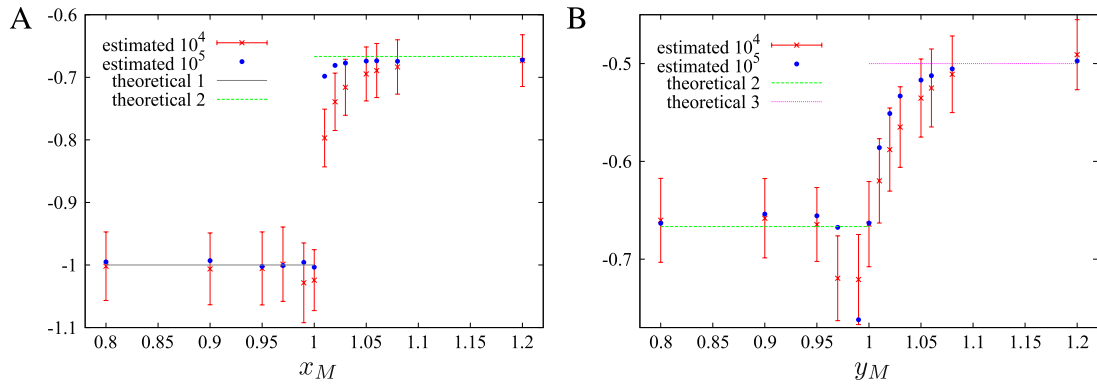 A
-0.6
-0.7
-0.8
-0.9
-1
-1.1
estimated 10^4
estimated 10^5
theoretical 1
theoretical 2
0.8 0.85 0.9 0.95 1 1.05 1.1 1.15 1.2
x_M
B
-0.5
-0.6
-0.7
estimated 10^4
estimated 10^5
theoretical 2
theoretical 3
0.8 0.85 0.9 0.95 1 1.05 1.1 1.15 1.2
y_M